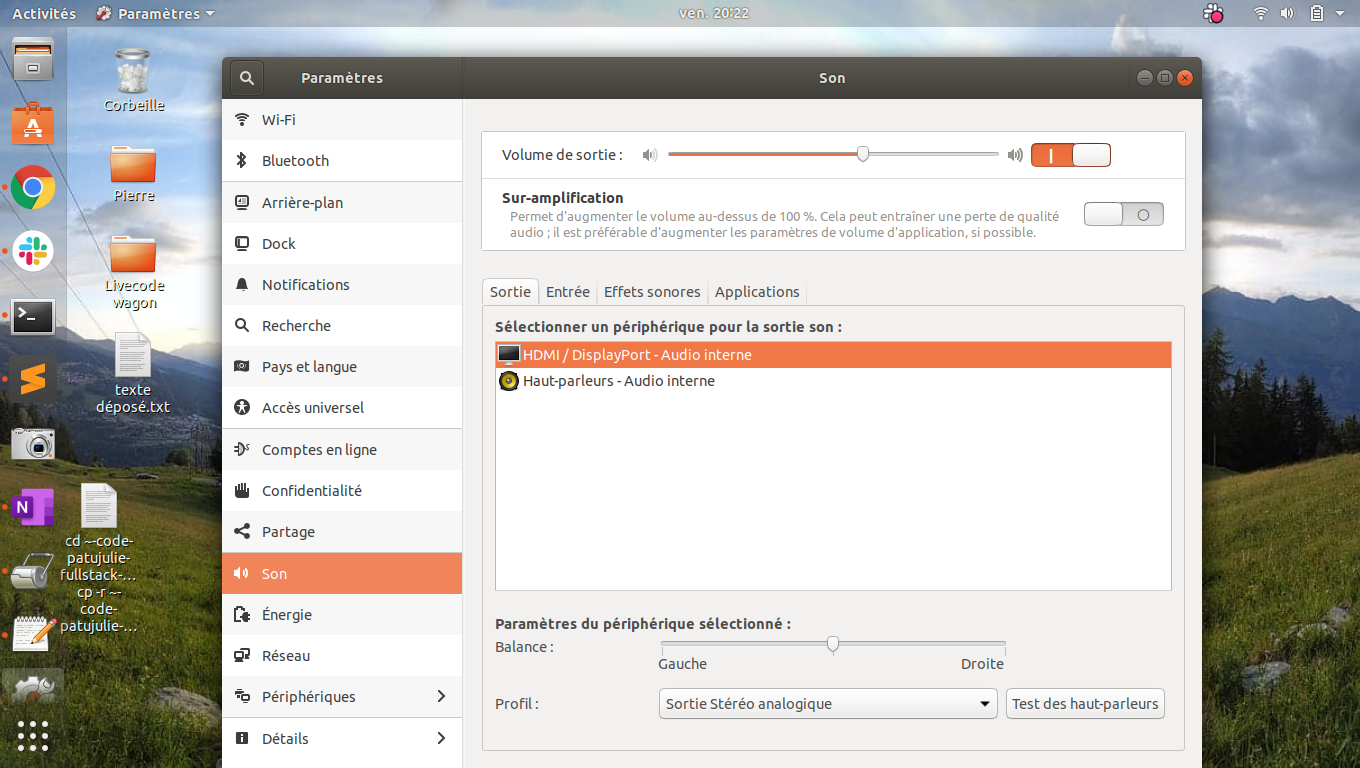 Activités
Paramètres
ven. 20:22
Corbeille
Pierre
Livecode
wagon
texte
déposé.txt
cd ~-code-
patujulie-
fullstack-…
cp -r ~-
code-
patujulie-…
Paramètres
Son
Wi-Fi
Bluetooth
Arrière-plan
Dock
Notifications
Recherche
Pays et langue
Accès universel
Comptes en ligne
Confidentialité
Partage
Son
Énergie
Réseau
Périphériques
Détails
Volume de sortie :
Sur-amplification
Permet d'augmenter le volume au-dessus de 100 %. Cela peut entraîner une perte de qualité
audio ; il est préférable d'augmenter les paramètres de volume d'application, si possible.
Sortie
Entrée
Effets sonores
Applications
Sélectionner un périphérique pour la sortie son :
HDMI / DisplayPort - Audio interne
Haut-parleurs - Audio interne
Paramètres du périphérique sélectionné :
Balance :
Gauche
Droite
Profil :
Sortie Stéréo analogique
Test des haut-parleurs